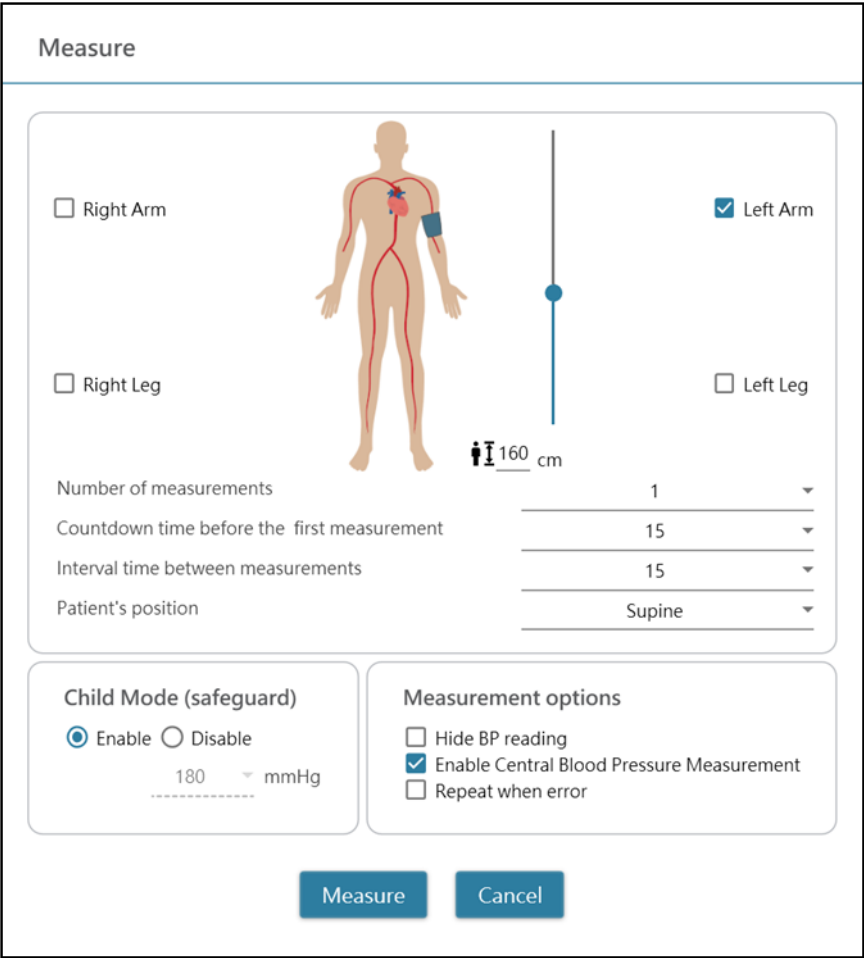 Measure
Right Arm
Left Arm
Right Leg
Left Leg
160 cm
Number of measurements 1
Countdown time before the first measurement 15
Interval time between measurements 15
Patient's position Supine
Child Mode (safeguard)
Enable Disable
180 mmHg
Measurement options
Hide BP reading
Enable Central Blood Pressure Measurement
Repeat when error
Measure Cancel